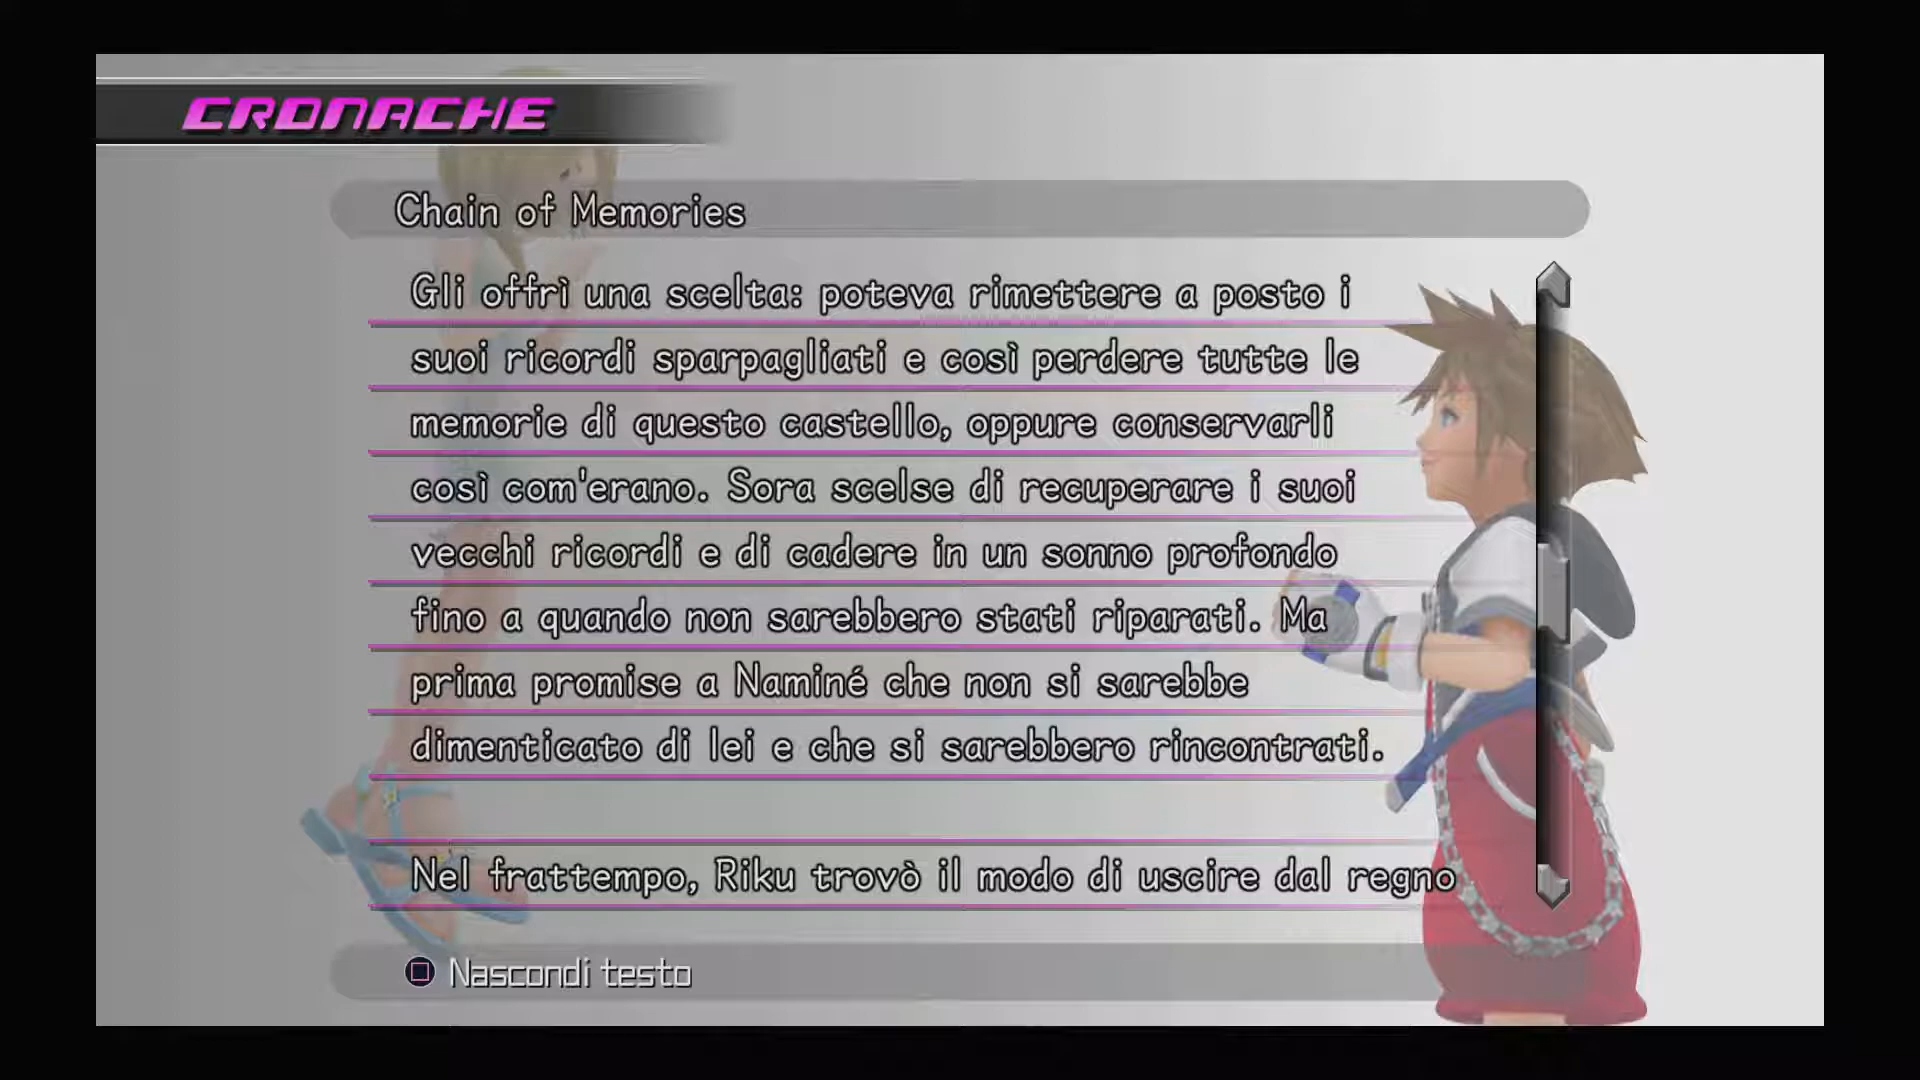 CRONACHE
Chain of Memories
Gli offrì una scelta: poteva rimettere a posto i
suoi ricordi sparpagliati e così perdere tutte le
memorie di questo castello, oppure conservarli
così com'erano. Sora scelse di recuperare i suoi
vecchi ricordi e di cadere in un sonno profondo
fino a quando non sarebbero stati riparati. Ma
prima promise a Naminé che non si sarebbe
dimenticato di lei e che si sarebbero rincontrati.
Nel frattempo, Riku trovò il modo di uscire dal regno
Nascondi testo